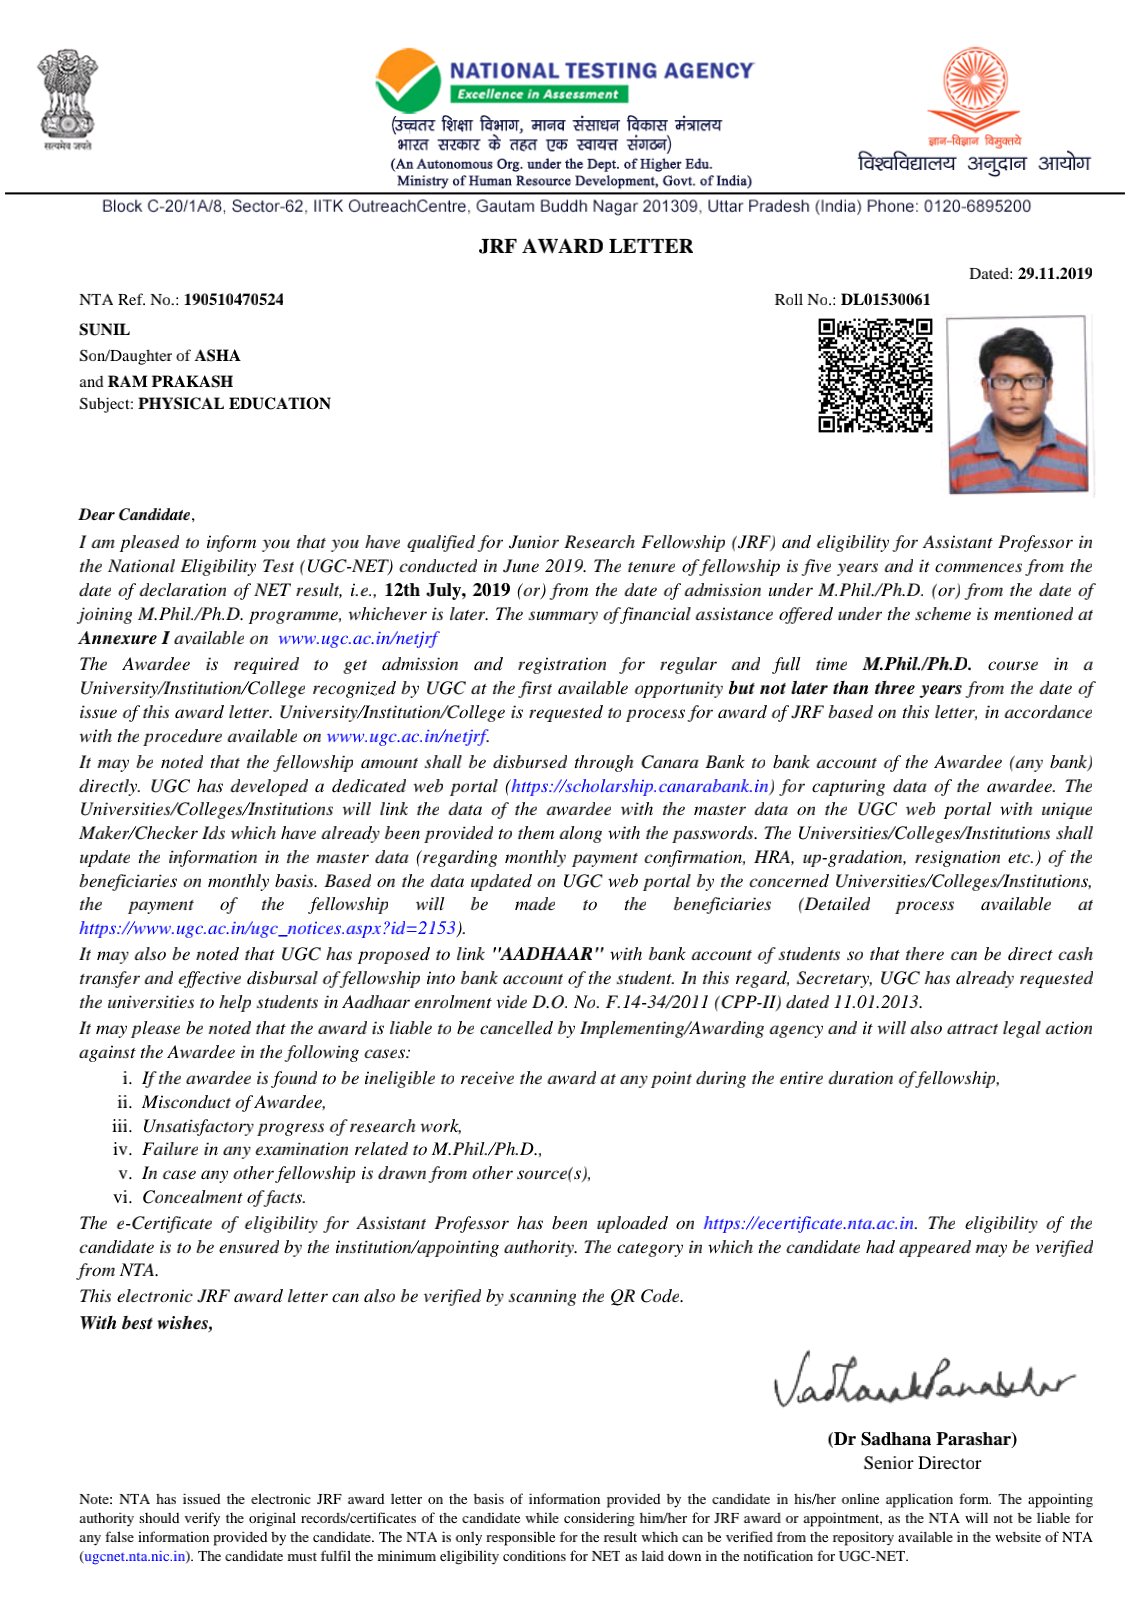 सत्यमेव जयते
NATIONAL TESTING AGENCY
Excellence in Assessment
(उच्चतर शिक्षा विभाग, मानव संसाधन विकास मंत्रालय
भारत सरकार के तहत एक स्वायत्त संगठन)
(An Autonomous Org. under the Dept. of Higher Edu.
Ministry of Human Resource Development, Govt. of India)
ज्ञान-विज्ञान विमुक्तये
विश्वविद्यालय अनुदान आयोग
Block C-20/1A/8, Sector-62, IITK OutreachCentre, Gautam Buddh Nagar 201309, Uttar Pradesh (India) Phone: 0120-6895200
JRF AWARD LETTER
Dated: 29.11.2019
NTA Ref. No.: 190510470524
Roll No.: DL01530061
SUNIL
Son/Daughter of ASHA
and RAM PRAKASH
Subject: PHYSICAL EDUCATION
Dear Candidate,
I am pleased to inform you that you have qualified for Junior Research Fellowship (JRF) and eligibility for Assistant Professor in
the National Eligibility Test (UGC-NET) conducted in June 2019. The tenure of fellowship is five years and it commences from the
date of declaration of NET result, i.e., 12th July, 2019 (or) from the date of admission under M.Phil./Ph.D. (or) from the date of
joining M.Phil./Ph.D. programme, whichever is later. The summary of financial assistance offered under the scheme is mentioned at
Annexure I available on www.ugc.ac.in/netjrf
The Awardee is required to get admission and registration for regular and full time M.Phil./Ph.D. course in a
University/Institution/College recognized by UGC at the first available opportunity but not later than three years from the date of
issue of this award letter. University/Institution/College is requested to process for award of JRF based on this letter, in accordance
with the procedure available on www.ugc.ac.in/netjrf.
It may be noted that the fellowship amount shall be disbursed through Canara Bank to bank account of the Awardee (any bank)
directly. UGC has developed a dedicated web portal (https://scholarship.canarabank.in) for capturing data of the awardee. The
Universities/Colleges/Institutions will link the data of the awardee with the master data on the UGC web portal with unique
Maker/Checker Ids which have already been provided to them along with the passwords. The Universities/Colleges/Institutions shall
update the information in the master data (regarding monthly payment confirmation, HRA, up-gradation, resignation etc.) of the
beneficiaries on monthly basis. Based on the data updated on UGC web portal by the concerned Universities/Colleges/Institutions,
the payment of the fellowship will be made to the beneficiaries (Detailed process available at
https://www.ugc.ac.in/ugc_notices.aspx?id=2153).
It may also be noted that UGC has proposed to link "AADHAAR" with bank account of students so that there can be direct cash
transfer and effective disbursal of fellowship into bank account of the student. In this regard, Secretary, UGC has already requested
the universities to help students in Aadhaar enrolment vide D.O. No. F.14-34/2011 (CPP-II) dated 11.01.2013.
It may please be noted that the award is liable to be cancelled by Implementing/Awarding agency and it will also attract legal action
against the Awardee in the following cases:
i. If the awardee is found to be ineligible to receive the award at any point during the entire duration of fellowship,
ii. Misconduct of Awardee,
iii. Unsatisfactory progress of research work,
iv. Failure in any examination related to M.Phil./Ph.D.,
v. In case any other fellowship is drawn from other source(s),
vi. Concealment of facts.
The e-Certificate of eligibility for Assistant Professor has been uploaded on https://ecertificate.nta.ac.in. The eligibility of the
candidate is to be ensured by the institution/appointing authority. The category in which the candidate had appeared may be verified
from NTA.
This electronic JRF award letter can also be verified by scanning the QR Code.
With best wishes,
Sadhana Parashar
(Dr Sadhana Parashar)
Senior Director
Note: NTA has issued the electronic JRF award letter on the basis of information provided by the candidate in his/her online application form. The appointing
authority should verify the original records/certificates of the candidate while considering him/her for JRF award or appointment, as the NTA will not be liable for
any false information provided by the candidate. The NTA is only responsible for the result which can be verified from the repository available in the website of NTA
(ugcnet.nta.nic.in). The candidate must fulfil the minimum eligibility conditions for NET as laid down in the notification for UGC-NET.